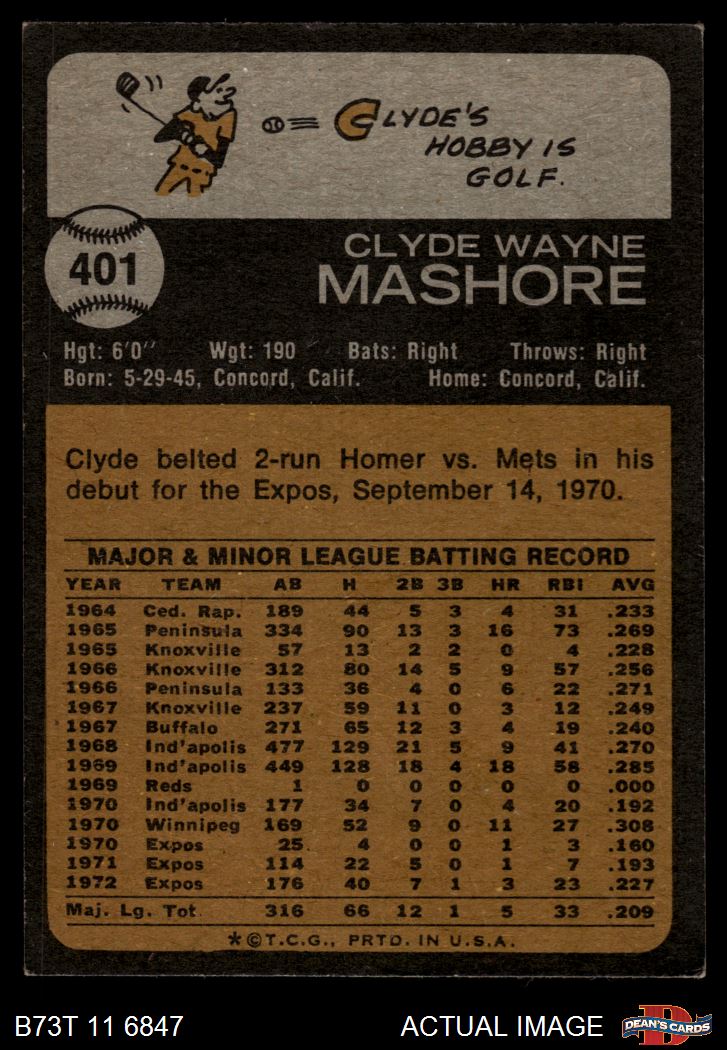 CLYDE'S
HOBBY IS
GOLF.
401
CLYDE WAYNE
MASHORE
Hgt: 6'0" Wgt: 190 Bats: Right Throws: Right
Born: 5-29-45, Concord, Calif. Home: Concord, Calif.
Clyde belted 2-run Homer vs. Mets in his
debut for the Expos, September 14, 1970.
MAJOR & MINOR LEAGUE BATTING RECORD
YEAR TEAM AB H 2B 3B HR RBI AVG
1964 Ced. Rap. 189 44 5 3 4 31 .233
1965 Peninsula 334 90 13 3 16 73 .269
1965 Knoxville 57 13 2 2 0 4 .228
1966 Knoxville 312 80 14 5 9 57 .256
1966 Peninsula 133 36 4 0 6 22 .271
1967 Knoxville 237 59 11 0 3 12 .249
1967 Buffalo 271 65 12 3 4 19 .240
1968 Ind'apolis 477 129 21 5 9 41 .270
1969 Ind'apolis 449 128 18 4 18 58 .285
1969 Reds 1 0 0 0 0 0 .000
1970 Ind'apolis 177 34 7 0 4 20 .192
1970 Winnipeg 169 52 9 0 11 27 .308
1970 Expos 25 4 0 0 1 3 .160
1971 Expos 114 22 5 0 1 7 .193
1972 Expos 176 40 7 1 3 23 .227
Maj. Lg. Tot. 316 66 12 1 5 33 .209
*©T.C.G., PRTD. IN U.S.A.
B73T 11 6847 ACTUAL IMAGE
D
DEAN'S CARDS